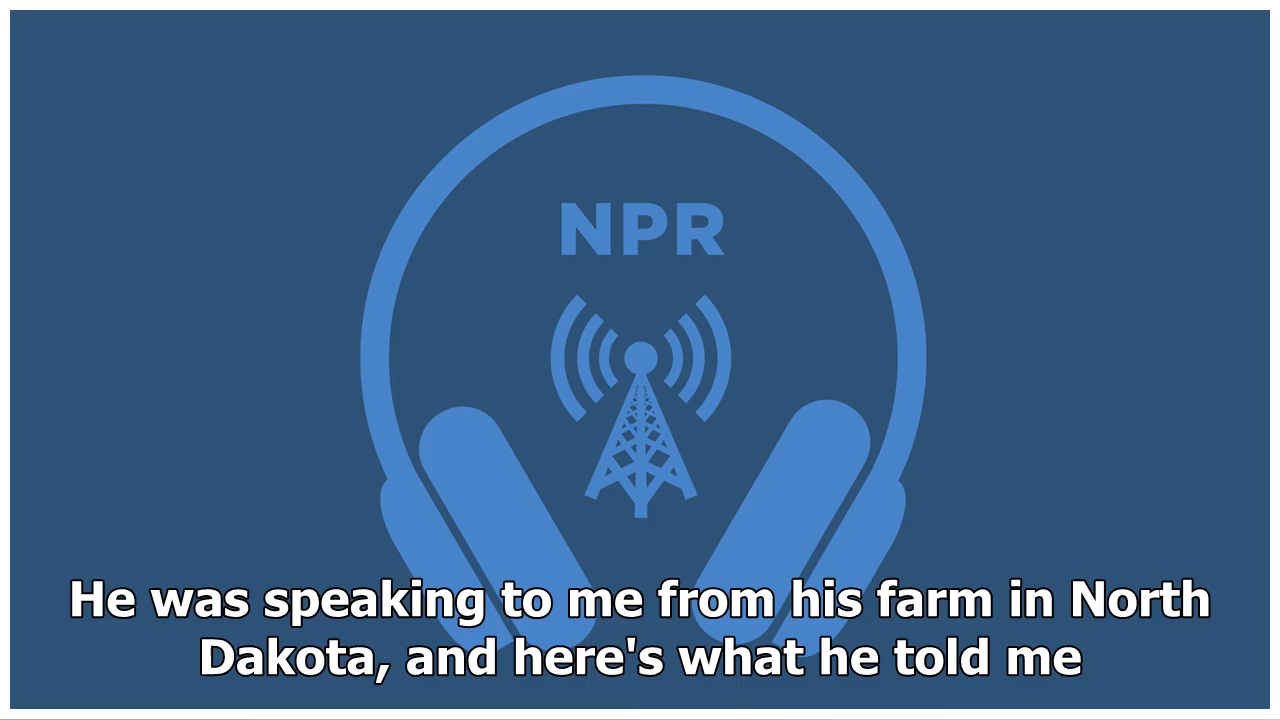 NPR
He was speaking to me from his farm in North
Dakota, and here's what he told me